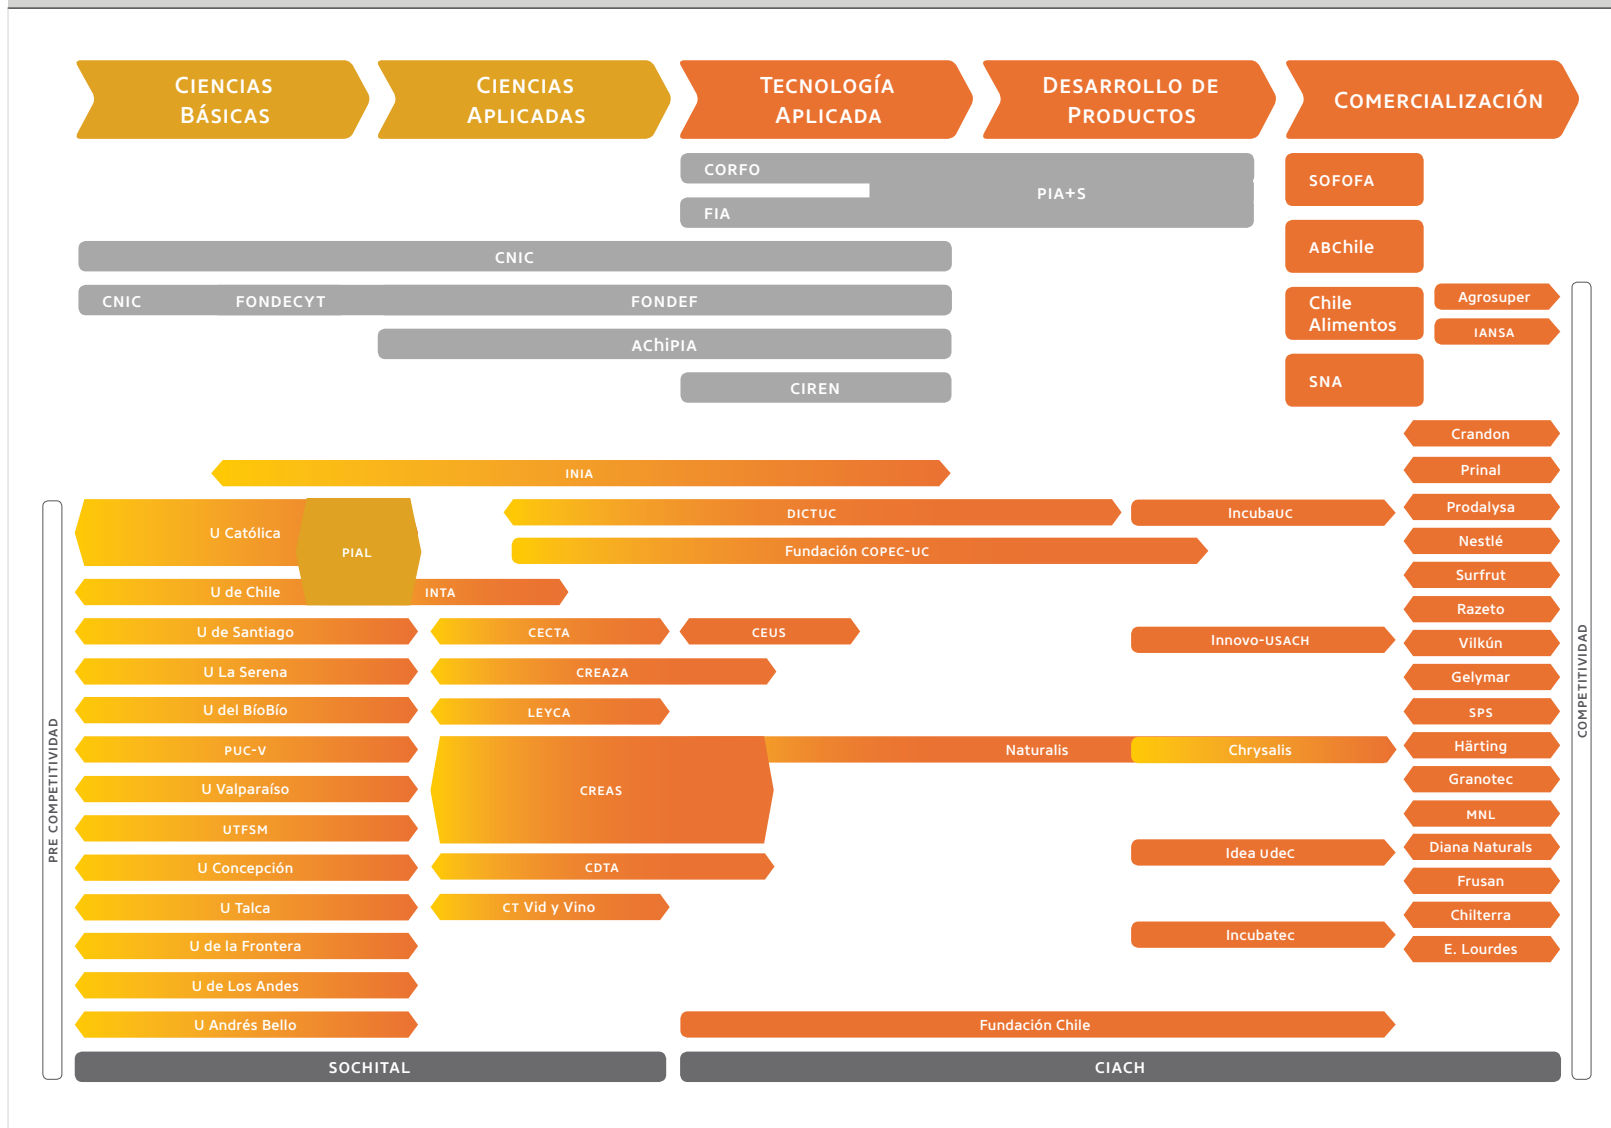 CIENCIAS
BÁSICAS
CIENCIAS
APLICADAS
TECNOLOGÍA
APLICADA
DESARROLLO DE
PRODUCTOS
COMERCIALIZACIÓN
CORFO
PIA+S
FIA
SOFOFA
ABChile
CNIC
CNIC
FONDECYT
FONDEF
Chile
Alimentos
Agrosuper
IANSA
AChiPIA
CIREN
SNA
Crandon
Prinal
Prodalysa
Nestlé
Surfrut
Razeto
Vilkún
Gelymar
SPS
Härting
Granotec
MNL
Diana Naturals
Frusan
Chilterra
E. Lourdes
INIA
U Católica
PIAL
DICTUC
IncubaUC
Fundación COPEC-UC
U de Chile
INTA
U de Santiago
CECTA
CEUS
Innovo-USACH
U La Serena
CREAZA
U del BíoBío
LEYCA
PUC-V
Naturalis
Chrysalis
U Valparaíso
CREAS
UTFSM
U Concepción
CDTA
Idea UdeC
U Talca
CT Vid y Vino
U de la Frontera
Incubatec
U de Los Andes
U Andrés Bello
Fundación Chile
SOCHITAL
CIACH
PRE COMPETITIVIDAD
COMPETITIVIDAD